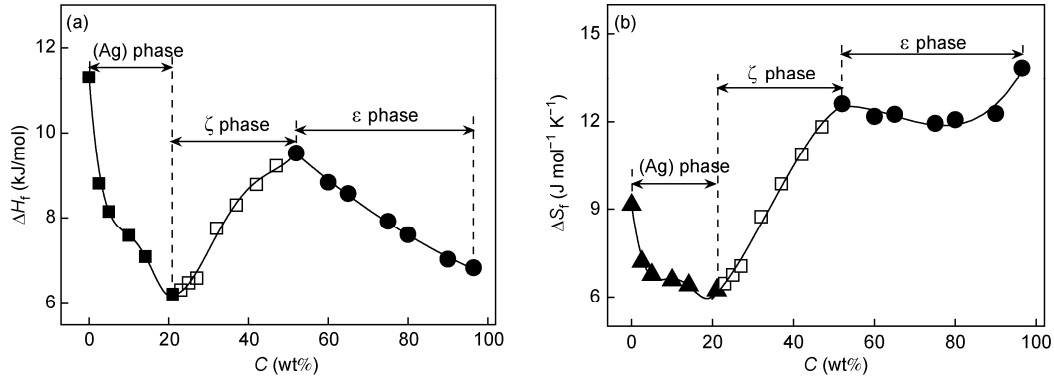 (a)
(Ag) phase
ζ phase
ε phase
ΔHf (kJ/mol)
12
10
8
6
0 20 40 60 80 100
C (wt%)
(b)
ε phase
ζ phase
(Ag) phase
ΔSf (J mol⁻¹ K⁻¹)
15
12
9
6
0 20 40 60 80 100
C (wt%)